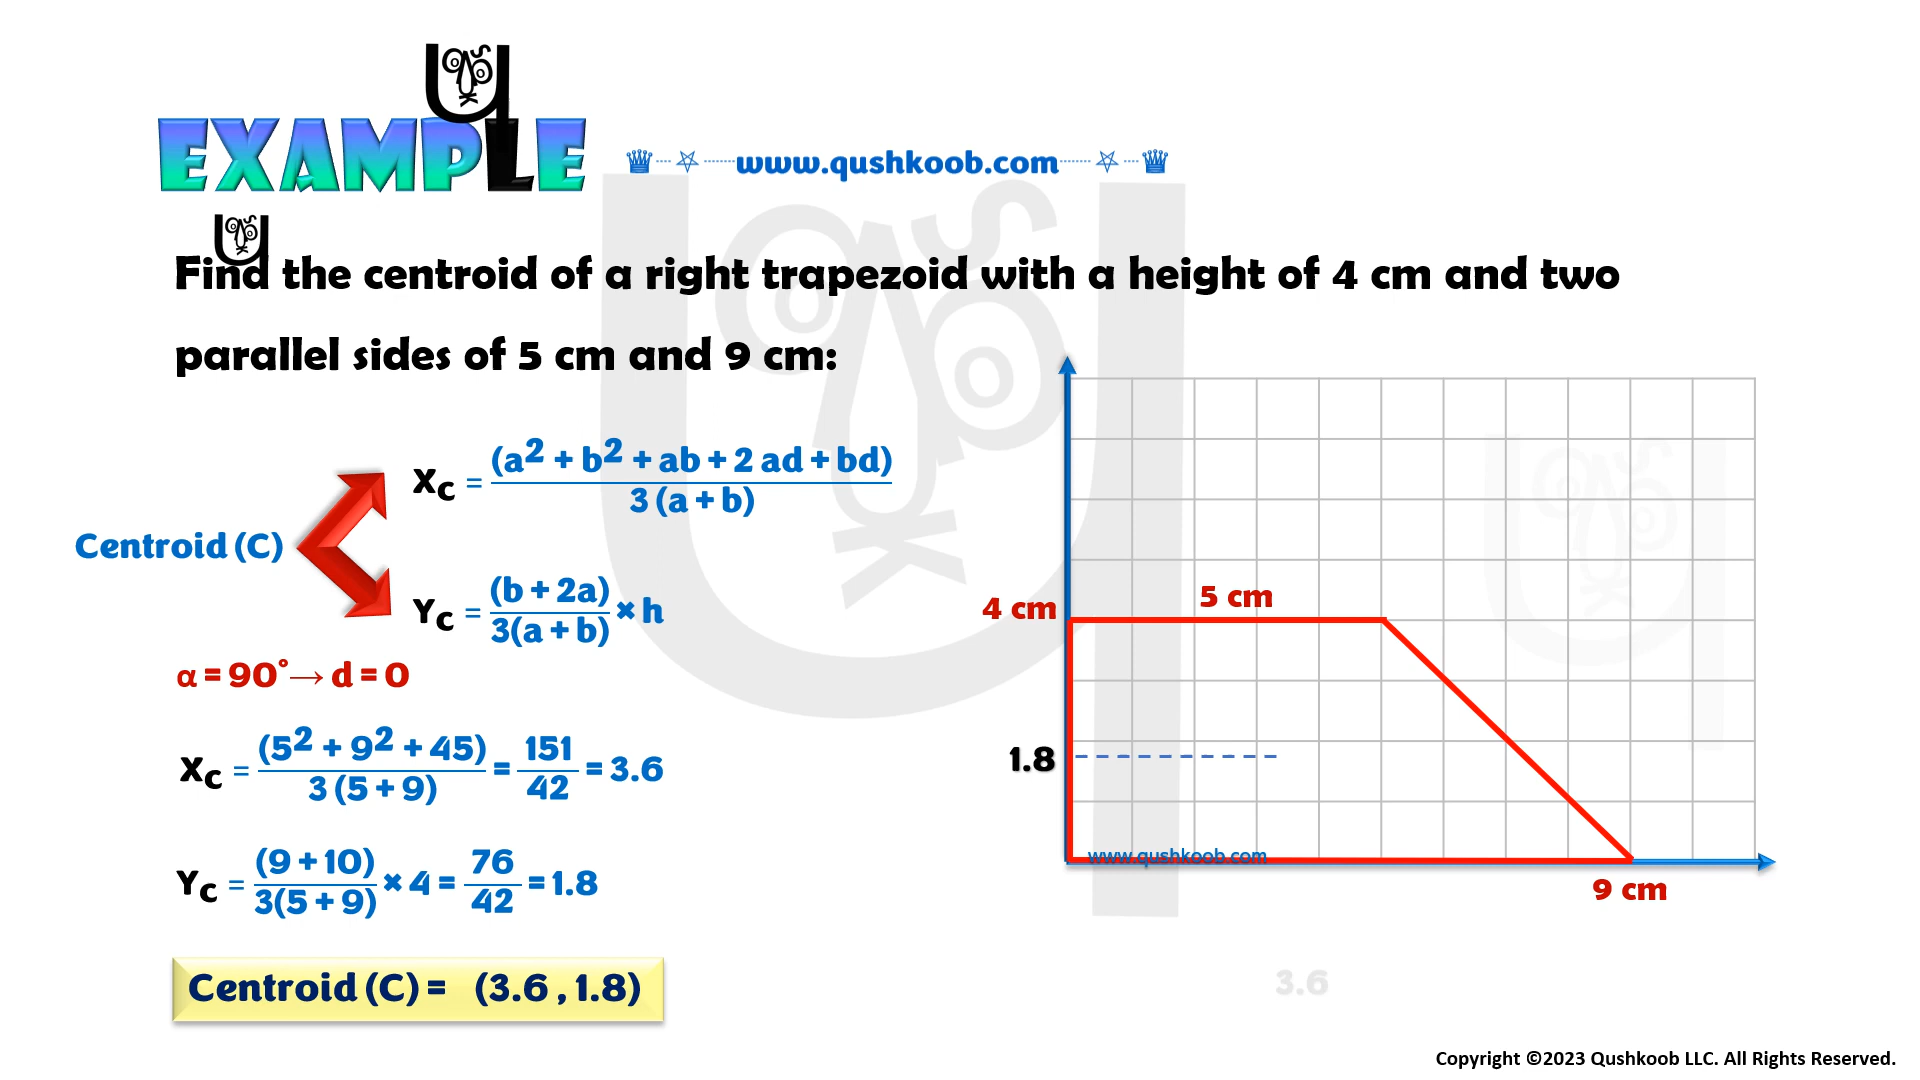 EXAMPLE
www.qushkoob.com
Find the centroid of a right trapezoid with a height of 4 cm and two
parallel sides of 5 cm and 9 cm:
Centroid (C)
X_C = (a² + b² + ab + 2 ad + bd) / 3 (a + b)
Y_C = (b + 2a) / 3(a + b) × h
α = 90° → d = 0
X_C = (5² + 9² + 45) / 3 (5 + 9) = 151 / 42 = 3.6
Y_C = (9 + 10) / 3(5 + 9) × 4 = 76 / 42 = 1.8
Centroid (C) = (3.6 , 1.8)
5 cm
4 cm
1.8
www.qushkoob.com
9 cm
3.6
Copyright ©2023 Qushkoob LLC. All Rights Reserved.